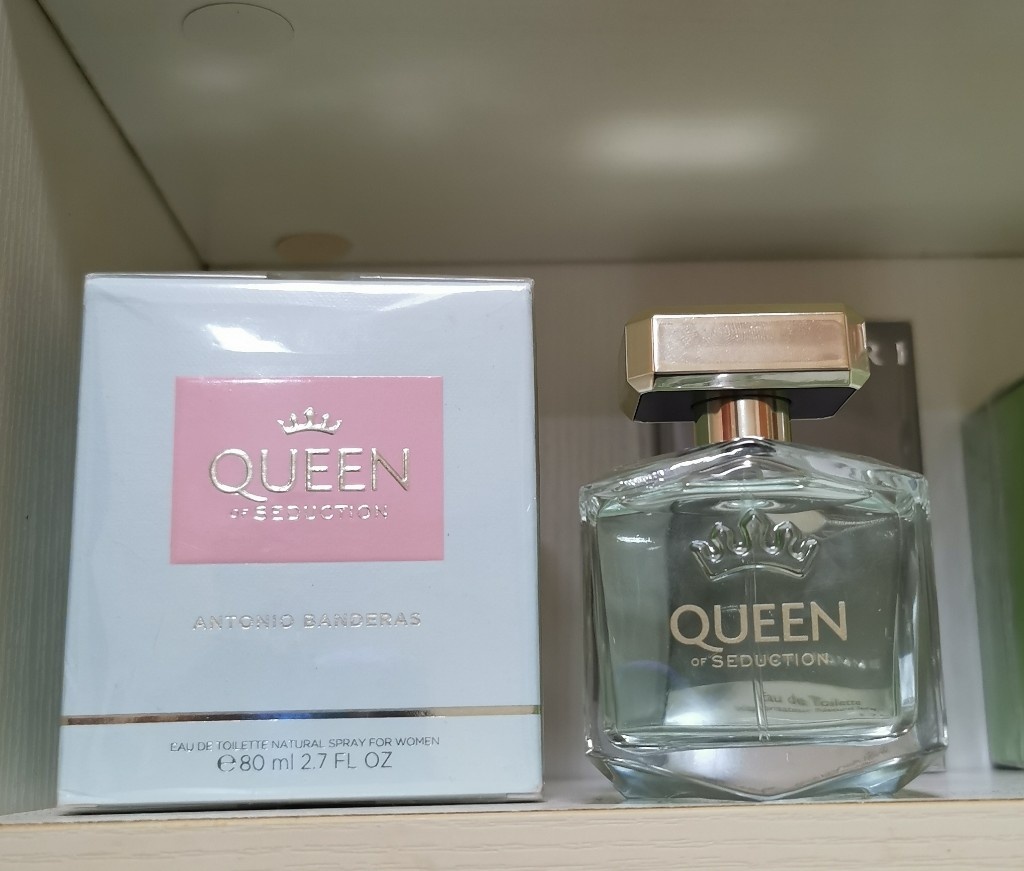 QUEEN
OF SEDUCTION
ANTONIO BANDERAS
EAU DE TOILETTE NATURAL SPRAY FOR WOMEN
℮80 ml 2.7 FL OZ
QUEEN
OF SEDUCTION
Eau de Toilette
R I